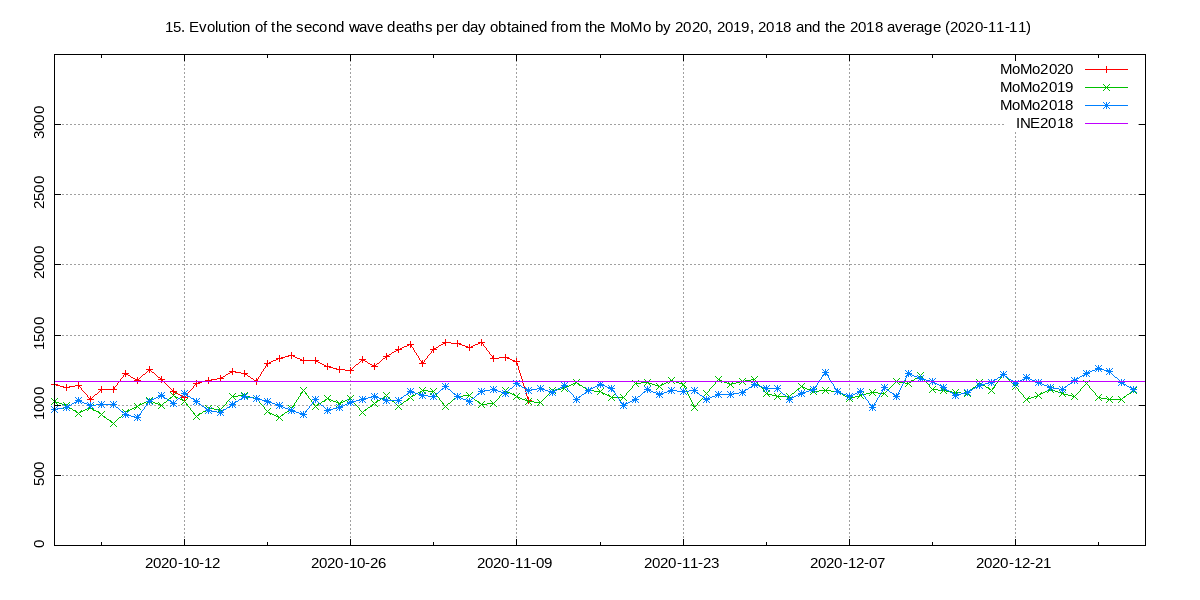 15. Evolution of the second wave deaths per day obtained from the MoMo by 2020, 2019, 2018 and the 2018 average (2020-11-11)
MoMo2020
MoMo2019
MoMo2018
INE2018
3000
2500
2000
1500
1000
500
0
2020-10-12 2020-10-26 2020-11-09 2020-11-23 2020-12-07 2020-12-21